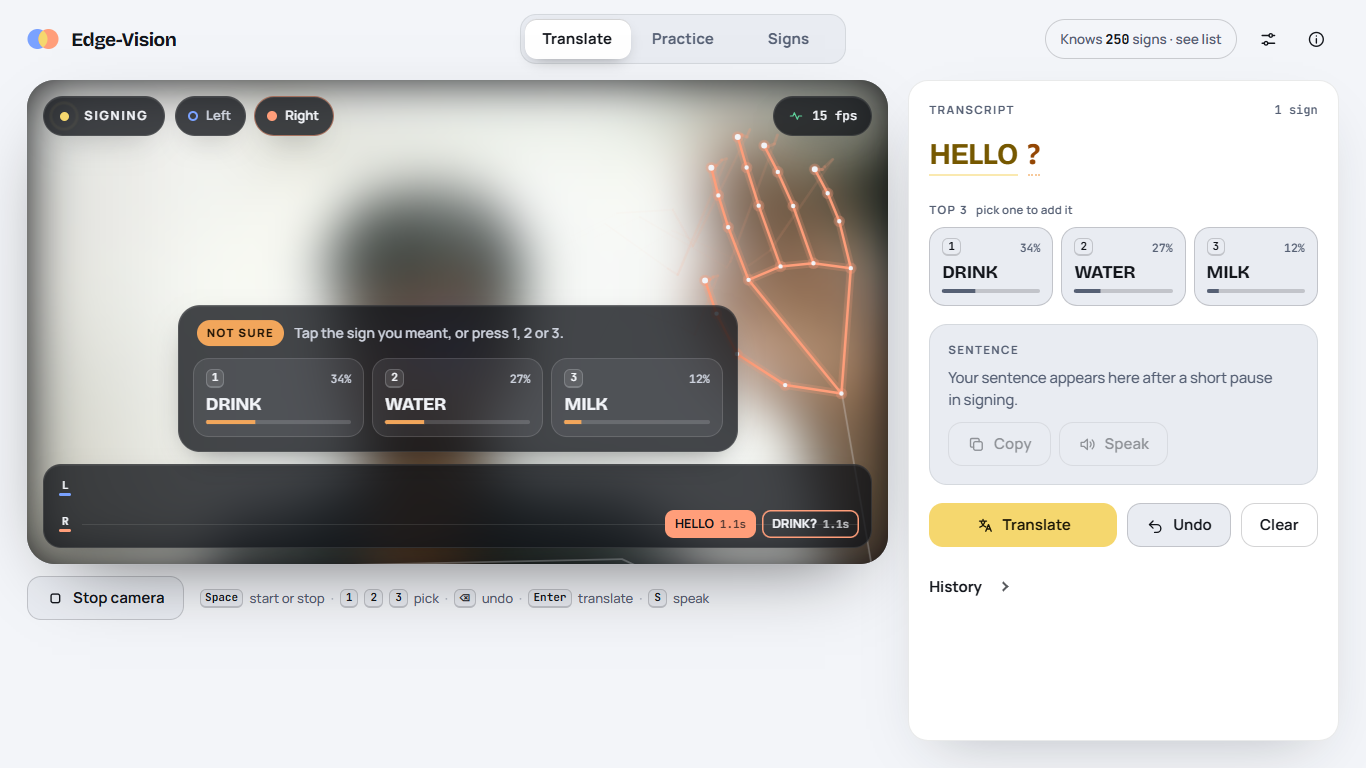 Edge-Vision
Translate Practice Signs
Knows 250 signs · see list
SIGNING Left Right
15 fps
NOT SURE Tap the sign you meant, or press 1, 2 or 3.
1 34% 2 27% 3 12%
DRINK WATER MILK
L
R HELLO 1.1s DRINK? 1.1s
Stop camera Space start or stop · 1 2 3 pick · ⌫ undo · Enter translate · S speak
TRANSCRIPT 1 sign
HELLO ?
TOP 3 pick one to add it
1 34% 2 27% 3 12%
DRINK WATER MILK
SENTENCE
Your sentence appears here after a short pause
in signing.
Copy Speak
Translate Undo Clear
History